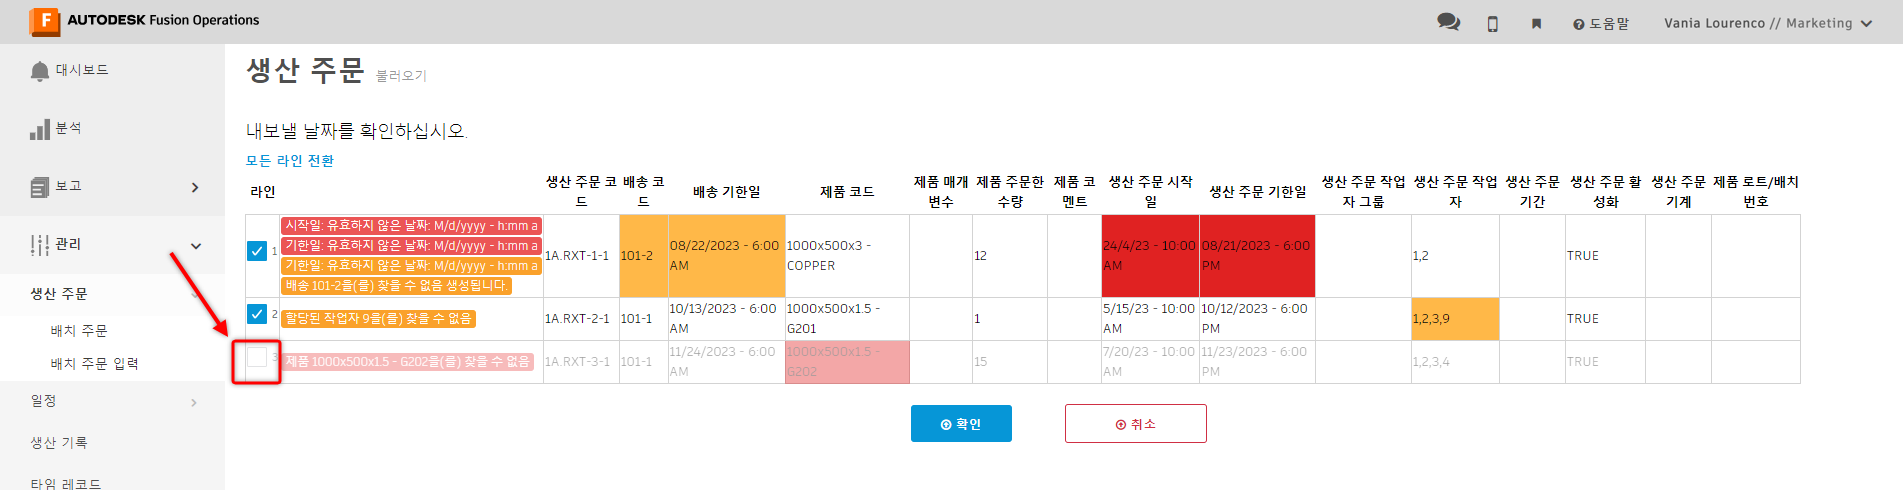 F AUTODESK Fusion Operations
도움말
Vania Lourenco // Marketing
대시보드
분석
보고
관리
생산 주문
배치 주문
배치 주문 입력
일정
생산 기록
타임 레코드
생산 주문 불러오기
내보낼 날짜를 확인하십시오.
모든 라인 전환
라인
생산 주문 코
드
배송 코
드
배송 기한일
제품 코드
제품 매개
변수
제품 주문한
수량
제품 코
멘트
생산 주문 시작
일
생산 주문 기한일
생산 주문 작업
자 그룹
생산 주문 작업
자
생산 주문
기간
생산 주문 활
성화
생산 주문
기계
제품 로트/배치
번호
1
시작일: 유효하지 않은 날짜: M/d/yyyy - h:mm a
기한일: 유효하지 않은 날짜: M/d/yyyy - h:mm a
기한일: 유효하지 않은 날짜: M/d/yyyy - h:mm a
배송 101-2을(를) 찾을 수 없음 생성됩니다.
1A.RXT-1-1
101-2
08/22/2023 - 6:00
AM
1000x500x3 -
COPPER
12
24/4/23 - 10:00
AM
08/21/2023 - 6:00
PM
1,2
TRUE
2
할당된 작업자 9을(를) 찾을 수 없음
1A.RXT-2-1
101-1
10/13/2023 - 6:00
AM
1000x500x1.5 -
G201
1
5/15/23 - 10:00
AM
10/12/2023 - 6:00
PM
1,2,3,9
TRUE
3
제품 1000x500x1.5 - G202을(를) 찾을 수 없음
1A.RXT-3-1
101-1
11/24/2023 - 6:00
AM
1000x500x1.5 -
G202
15
7/20/23 - 10:00
AM
11/23/2023 - 6:00
PM
1,2,3,4
TRUE
확인
취소